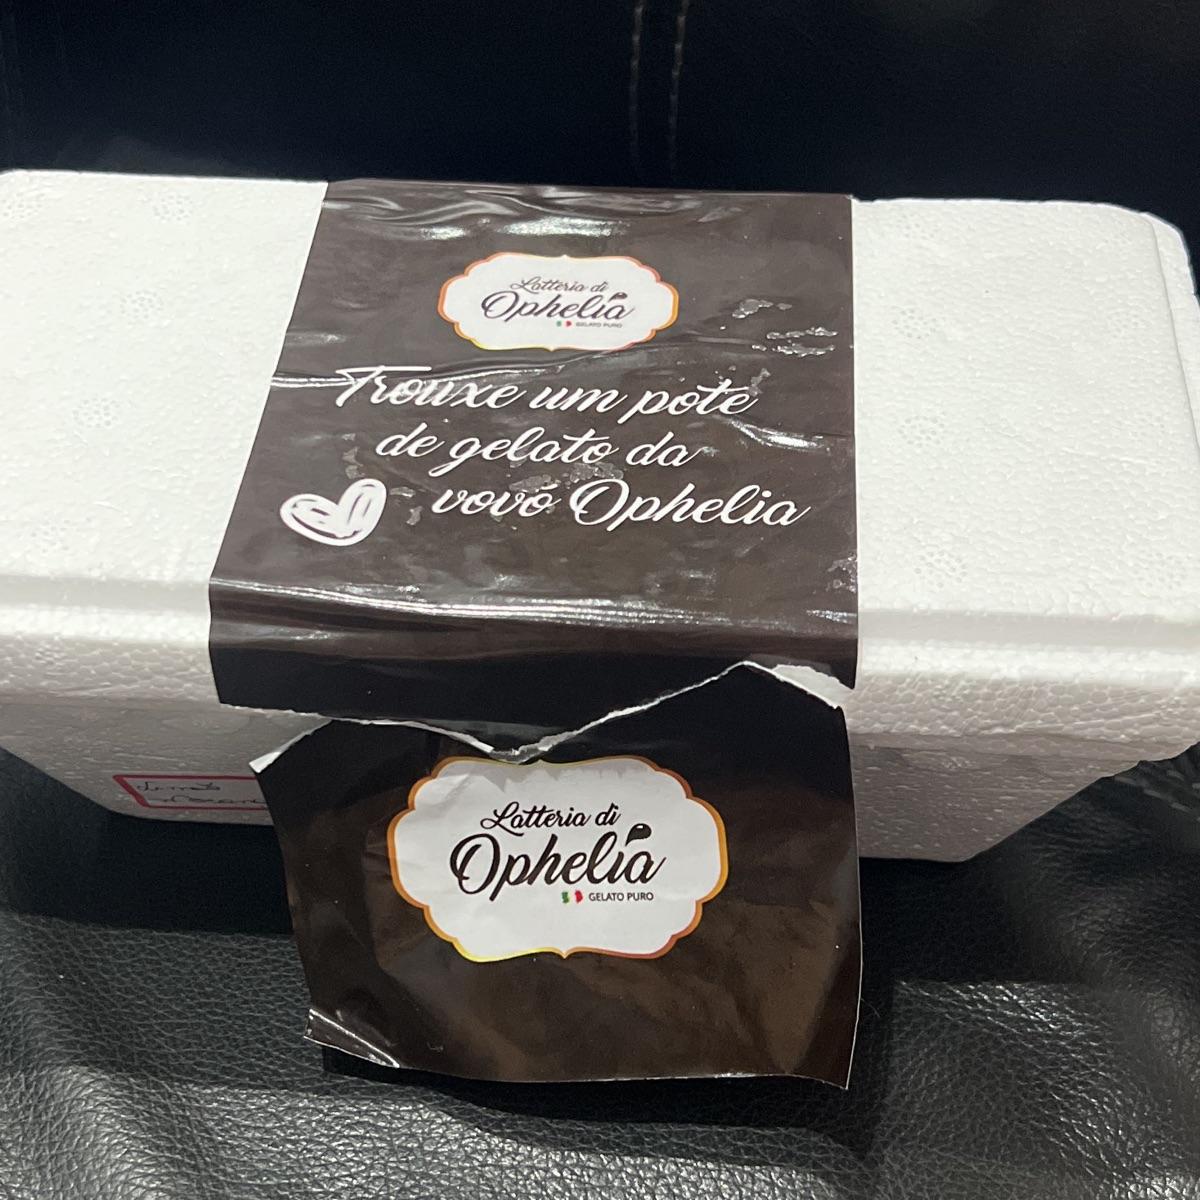 Latteria di
Ophelia
GELATO PURO
Trouxe um pote
de gelato da
vovó Ophelia
Latteria di
Ophelia
GELATO PURO